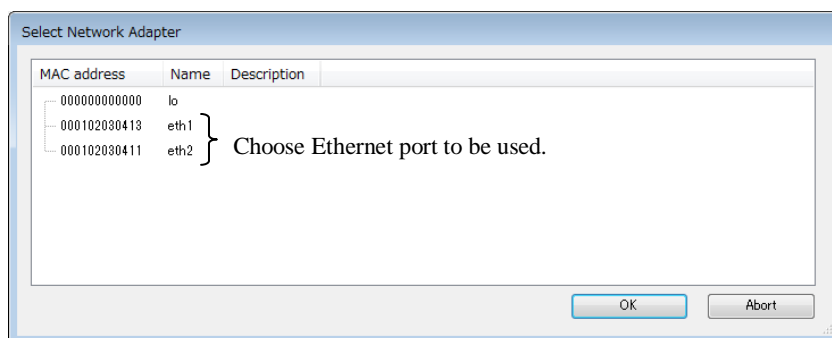 Select Network Adapter
MAC address Name Description
000000000000 lo
000102030413 eth1
000102030411 eth2
Choose Ethernet port to be used.
OK Abort